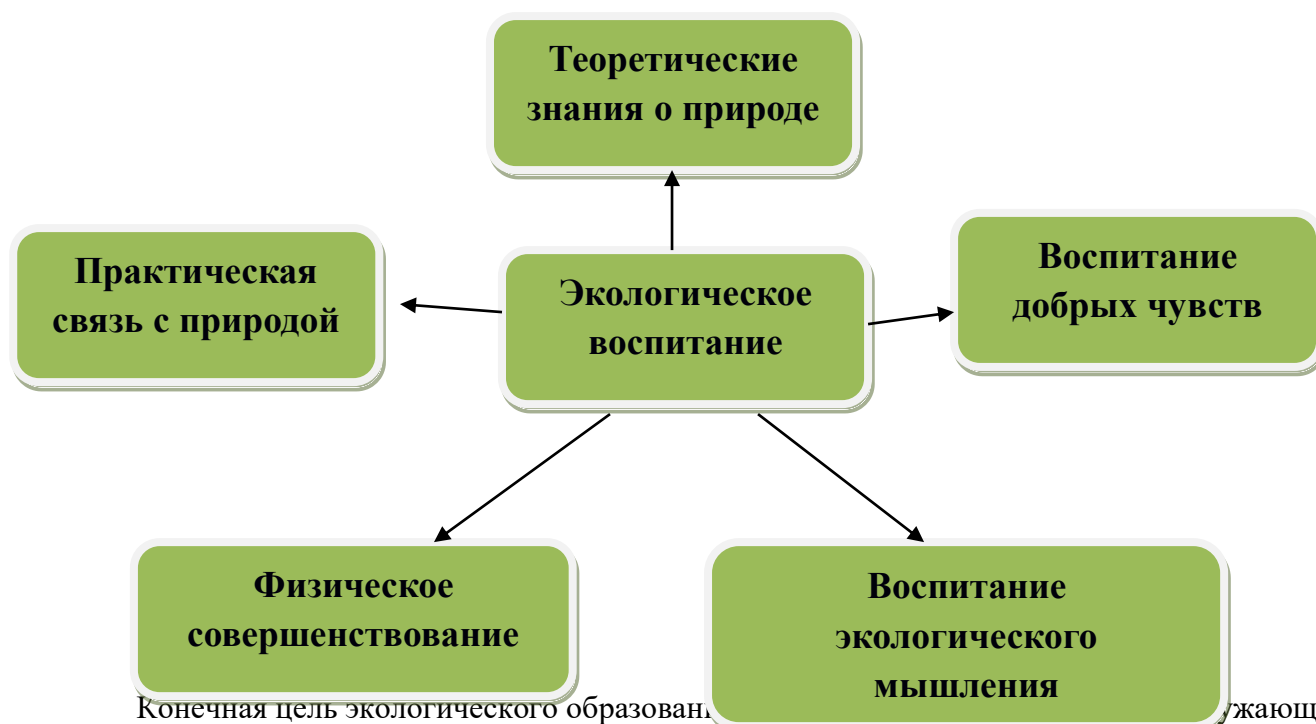 Теоретические
знания о природе
Практическая
связь с природой
Экологическое
воспитание
Воспитание
добрых чувств
Физическое
совершенствование
Воспитание
экологического
мышления
Конечная цель экологического